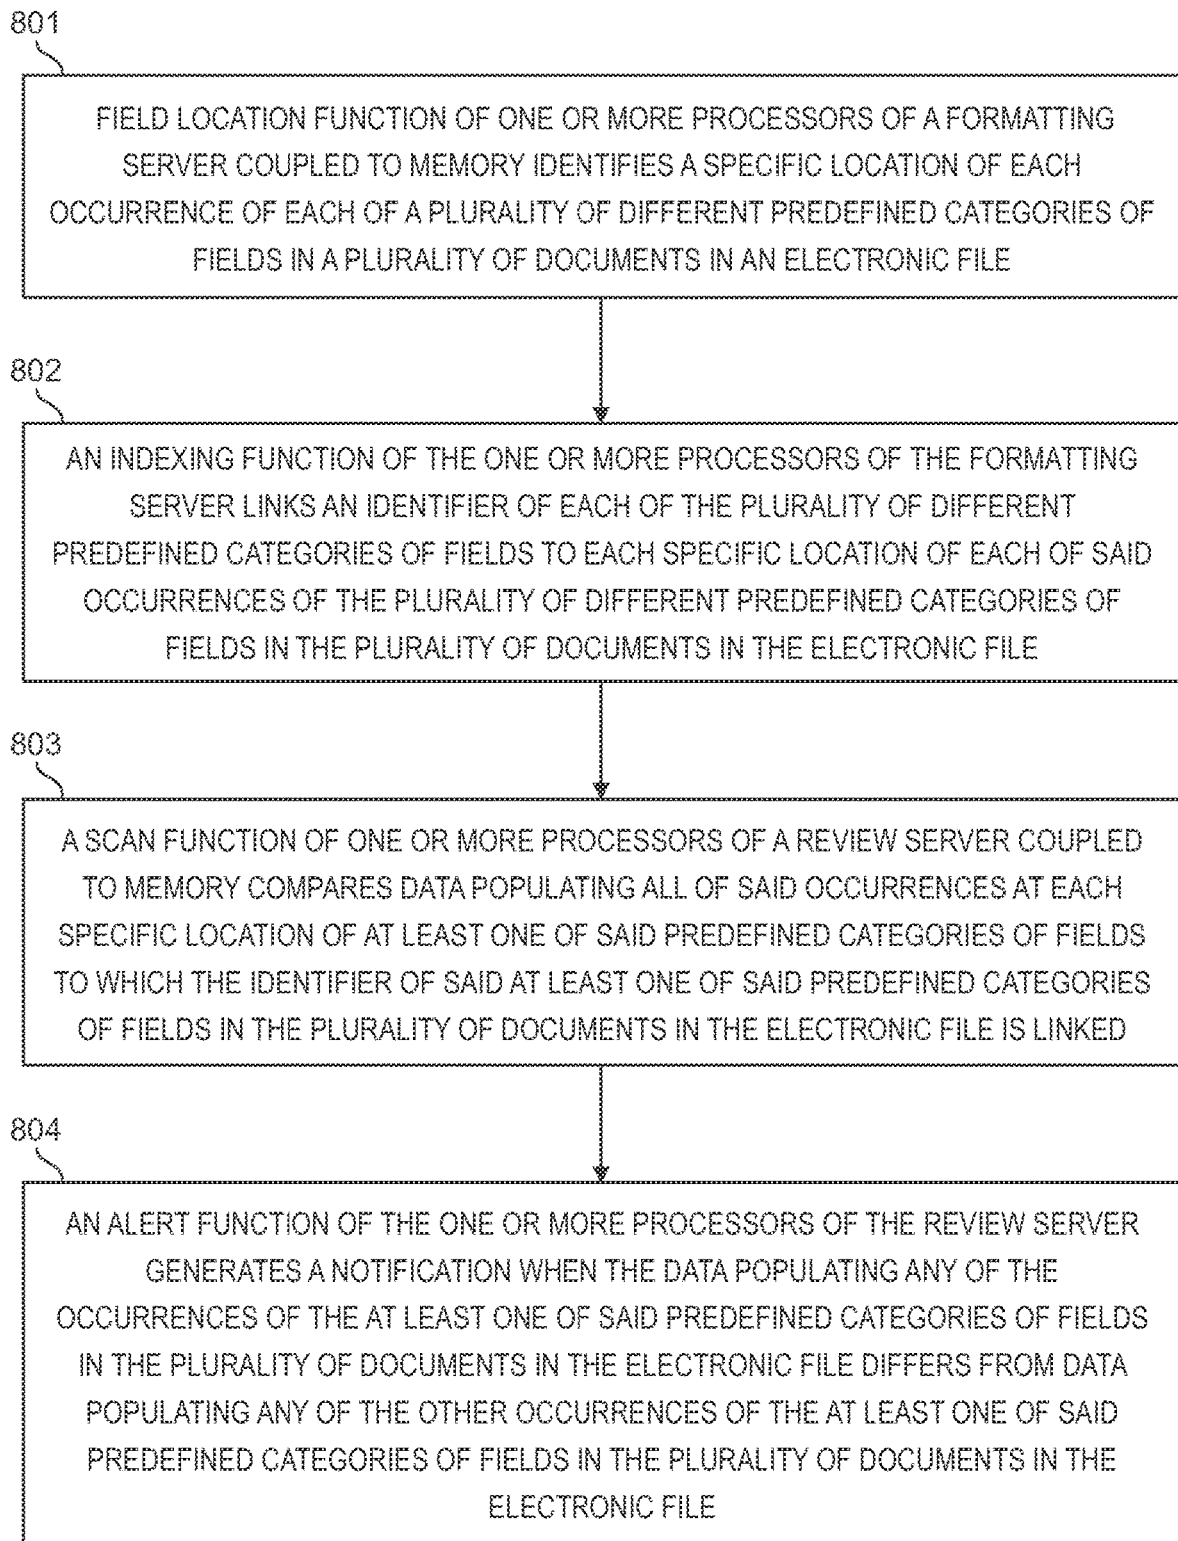 801
FIELD LOCATION FUNCTION OF ONE OR MORE PROCESSORS OF A FORMATTING
SERVER COUPLED TO MEMORY IDENTIFIES A SPECIFIC LOCATION OF EACH
OCCURRENCE OF EACH OF A PLURALITY OF DIFFERENT PREDEFINED CATEGORIES OF
FIELDS IN A PLURALITY OF DOCUMENTS IN AN ELECTRONIC FILE
802
AN INDEXING FUNCTION OF THE ONE OR MORE PROCESSORS OF THE FORMATTING
SERVER LINKS AN IDENTIFIER OF EACH OF THE PLURALITY OF DIFFERENT
PREDEFINED CATEGORIES OF FIELDS TO EACH SPECIFIC LOCATION OF EACH OF SAID
OCCURRENCES OF THE PLURALITY OF DIFFERENT PREDEFINED CATEGORIES OF
FIELDS IN THE PLURALITY OF DOCUMENTS IN THE ELECTRONIC FILE
803
A SCAN FUNCTION OF ONE OR MORE PROCESSORS OF A REVIEW SERVER COUPLED
TO MEMORY COMPARES DATA POPULATING ALL OF SAID OCCURRENCES AT EACH
SPECIFIC LOCATION OF AT LEAST ONE OF SAID PREDEFINED CATEGORIES OF FIELDS
TO WHICH THE IDENTIFIER OF SAID AT LEAST ONE OF SAID PREDEFINED CATEGORIES
OF FIELDS IN THE PLURALITY OF DOCUMENTS IN THE ELECTRONIC FILE IS LINKED
804
AN ALERT FUNCTION OF THE ONE OR MORE PROCESSORS OF THE REVIEW SERVER
GENERATES A NOTIFICATION WHEN THE DATA POPULATING ANY OF THE
OCCURRENCES OF THE AT LEAST ONE OF SAID PREDEFINED CATEGORIES OF FIELDS
IN THE PLURALITY OF DOCUMENTS IN THE ELECTRONIC FILE DIFFERS FROM DATA
POPULATING ANY OF THE OTHER OCCURRENCES OF THE AT LEAST ONE OF SAID
PREDEFINED CATEGORIES OF FIELDS IN THE PLURALITY OF DOCUMENTS IN THE
ELECTRONIC FILE